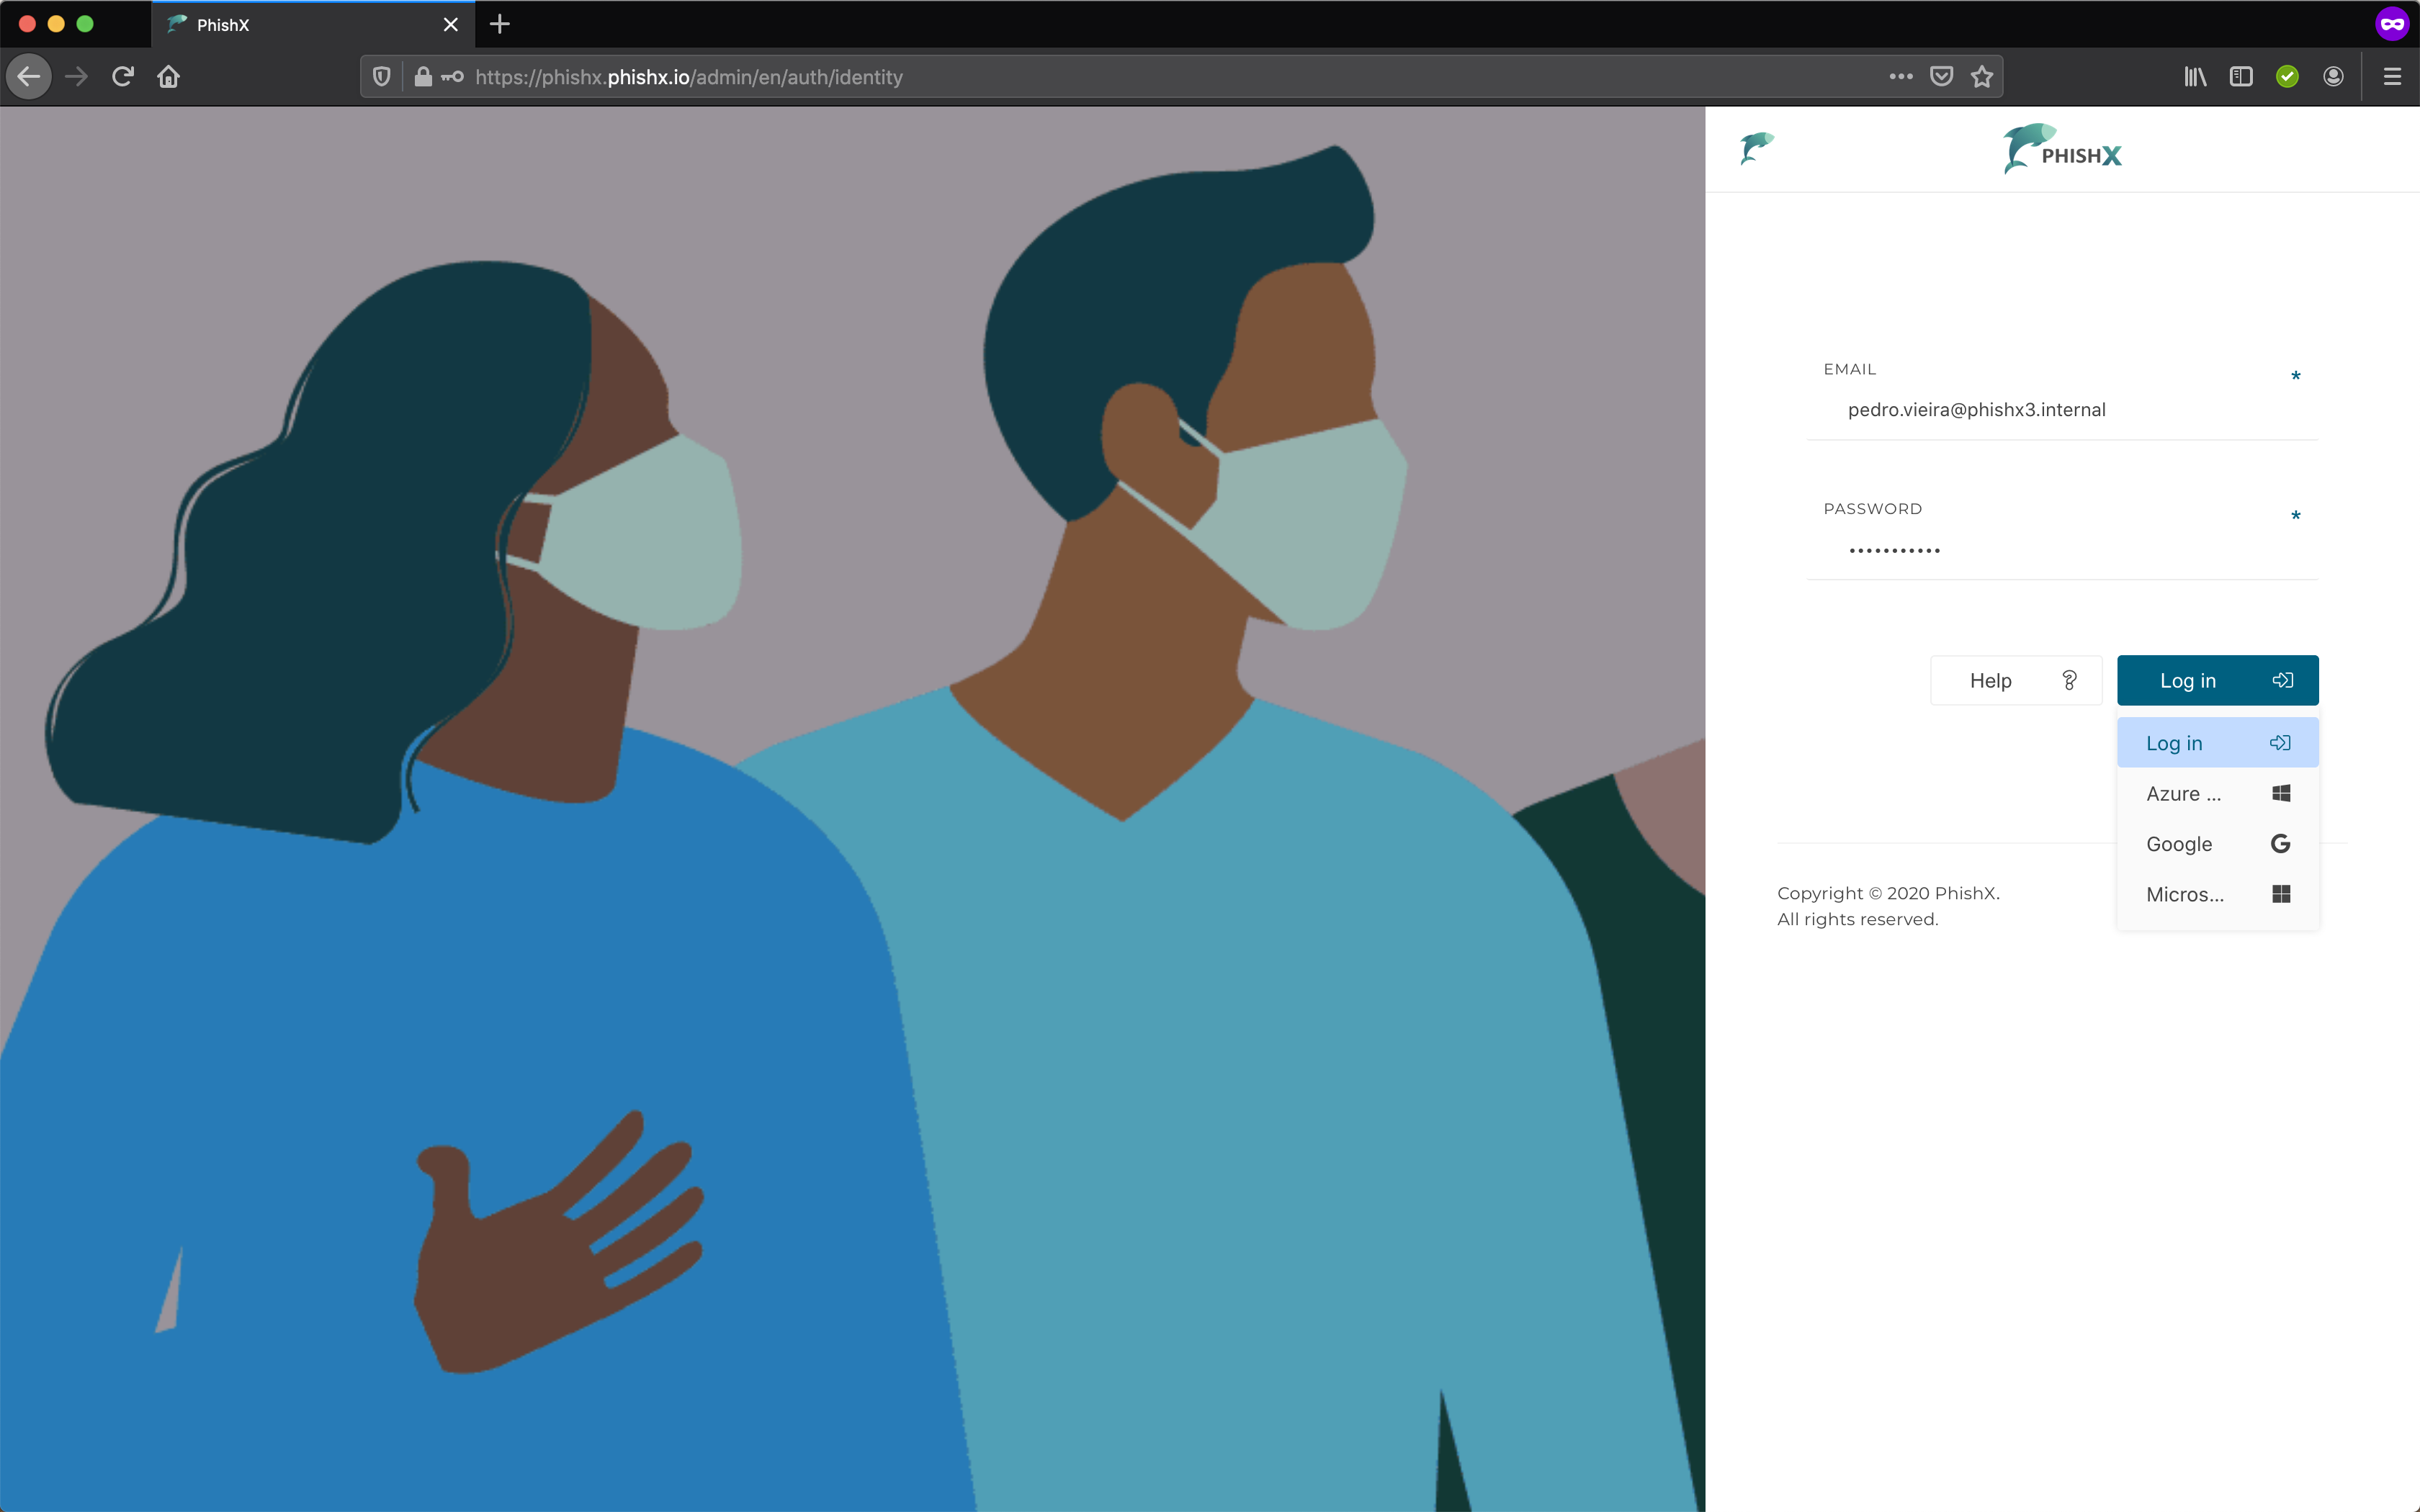 PhishX
https://phishx.phishx.io/admin/en/auth/identity
PHISHX
EMAIL
*
pedro.vieira@phishx3.internal
PASSWORD
*
•••••••••••
Help
Log in
Log in
Azure ...
Google
Micros...
Copyright © 2020 PhishX.
All rights reserved.